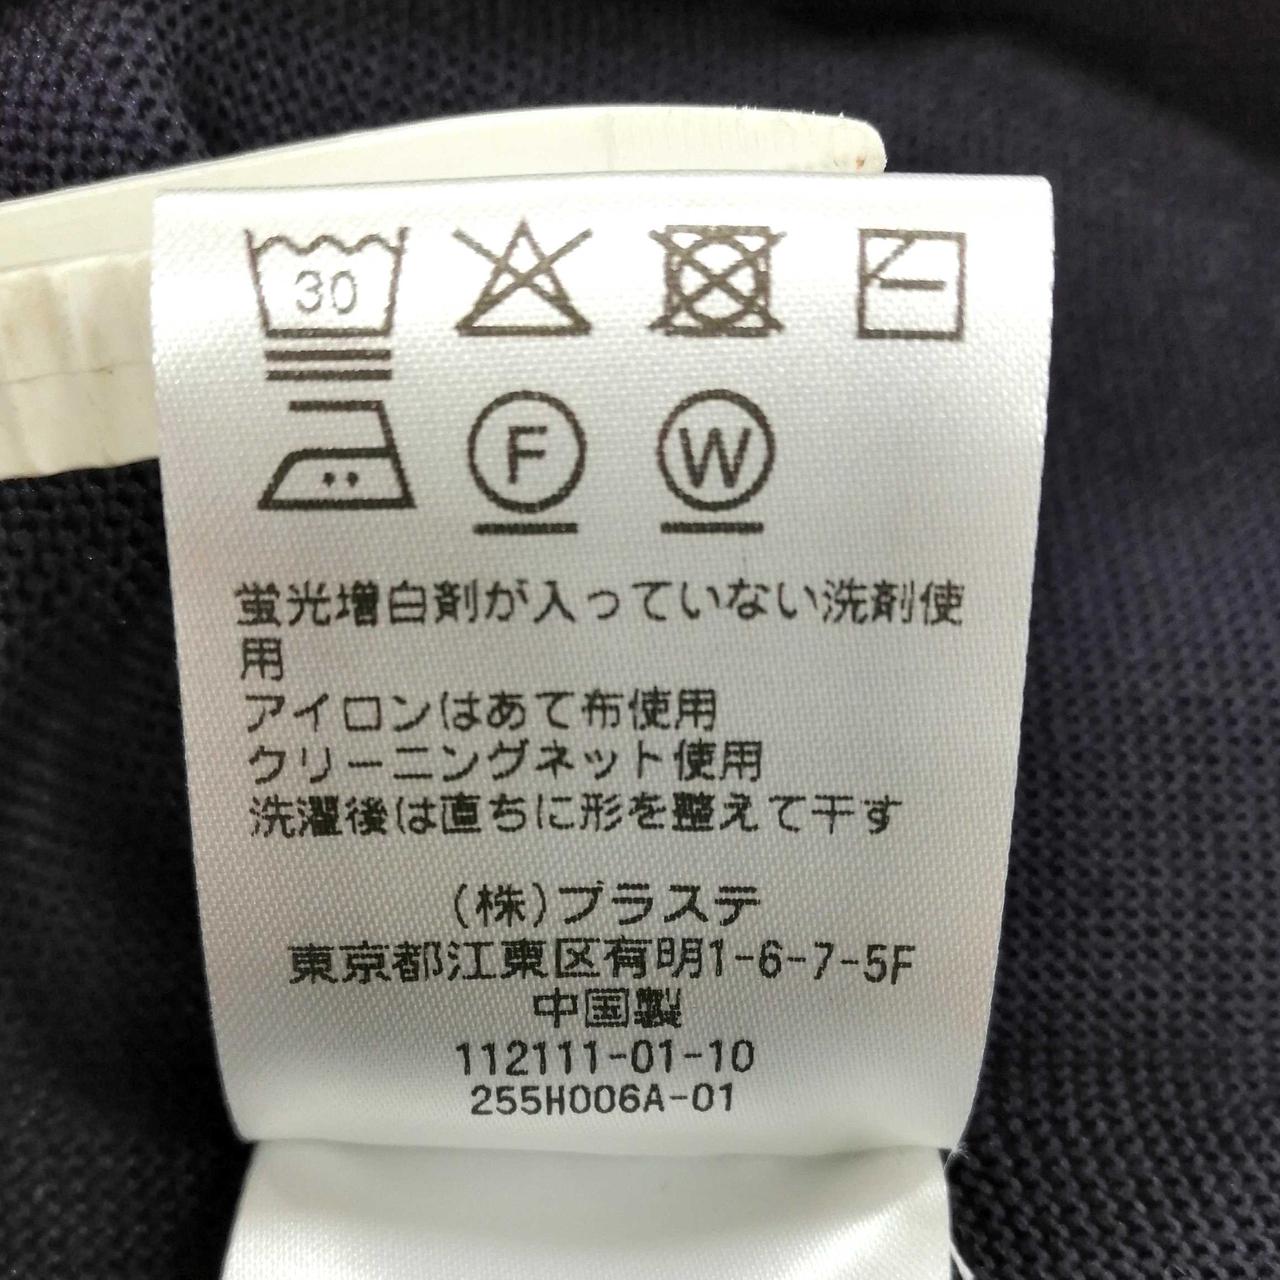 30
F W
蛍光増白剤が入っていない洗剤使
用
アイロンはあて布使用
クリーニングネット使用
洗濯後は直ちに形を整えて干す
(株)プラステ
東京都江東区有明1-6-7-5F
中国製
112111-01-10
255H006A-01